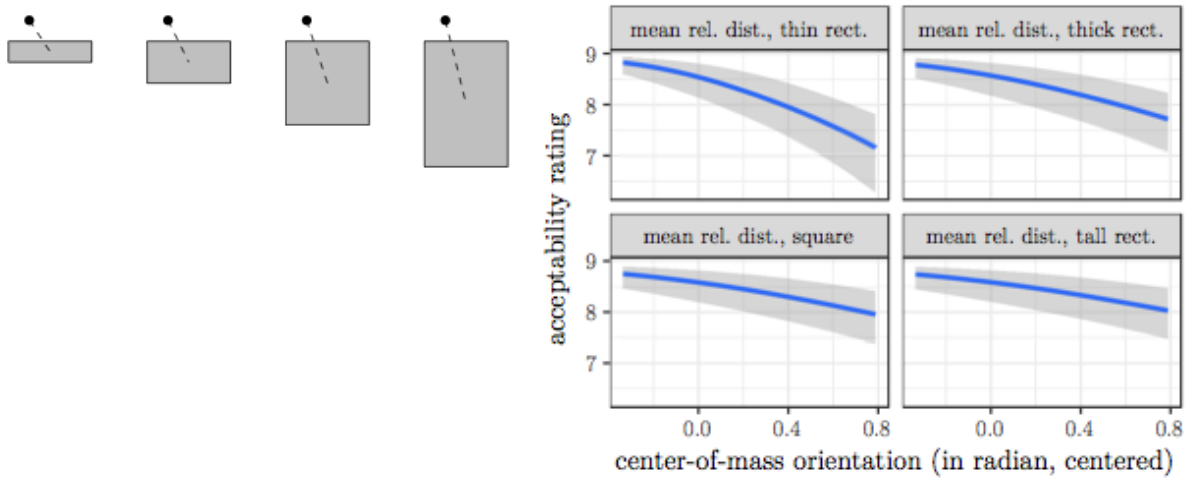 mean rel. dist., thin rect.
mean rel. dist., thick rect.
9
8
7
mean rel. dist., square
mean rel. dist., tall rect.
9
8
7
acceptability rating
0.0 0.4 0.8 0.0 0.4 0.8
center-of-mass orientation (in radian, centered)